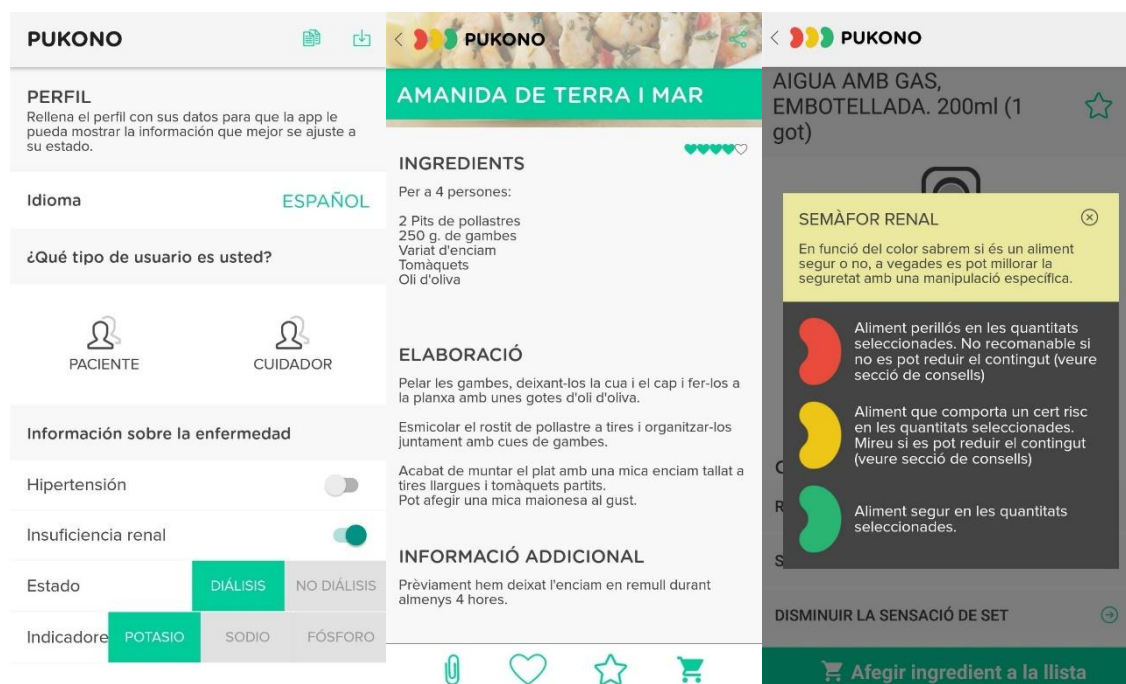 PUKONO
PERFIL
Rellena el perfil con sus datos para que la app le
pueda mostrar la información que mejor se ajuste a
su estado.
Idioma
ESPAÑOL
¿Qué tipo de usuario es usted?
PACIENTE
CUIDADOR
Información sobre la enfermedad
Hipertensión
Insuficiencia renal
Estado
DIÁLISIS
NO DIÁLISIS
Indicadore
POTASIO
SODIO
FÓSFORO
PUKONO
AMANIDA DE TERRA I MAR
INGREDIENTS
Per a 4 persones:
2 Pits de pollastres
250 g. de gambes
Variat d'enciam
Tomàquets
Oli d'oliva
ELABORACIÓ
Pelar les gambes, deixant-los la cua i el cap i fer-los a
la planxa amb unes gotes d'oli d'oliva.
Esmicolar el rostit de pollastre a tires i organitzar-los
juntament amb cues de gambes.
Acabat de muntar el plat amb una mica enciam tallat a
tires llargues i tomàquets partits.
Pot afegir una mica maionesa al gust.
INFORMACIÓ ADDICIONAL
Prèviament hem deixat l'enciam en remull durant
almenys 4 hores.
PUKONO
AIGUA AMB GAS,
EMBOTELLADA. 200ml (1
got)
SEMÀFOR RENAL
En funció del color sabrem si és un aliment
segur o no, a vegades es pot millorar la
seguretat amb una manipulació específica.
Aliment perillós en les quantitats
seleccionades. No recomanable si
no es pot reduir el contingut (veure
secció de consells)
Aliment que comporta un cert risc
en les quantitats seleccionades.
Mireu si es pot reduir el contingut
(veure secció de consells)
Aliment segur en les quantitats
seleccionades.
DISMINUIR LA SENSACIÓ DE SET
Afegir ingredient a la llista